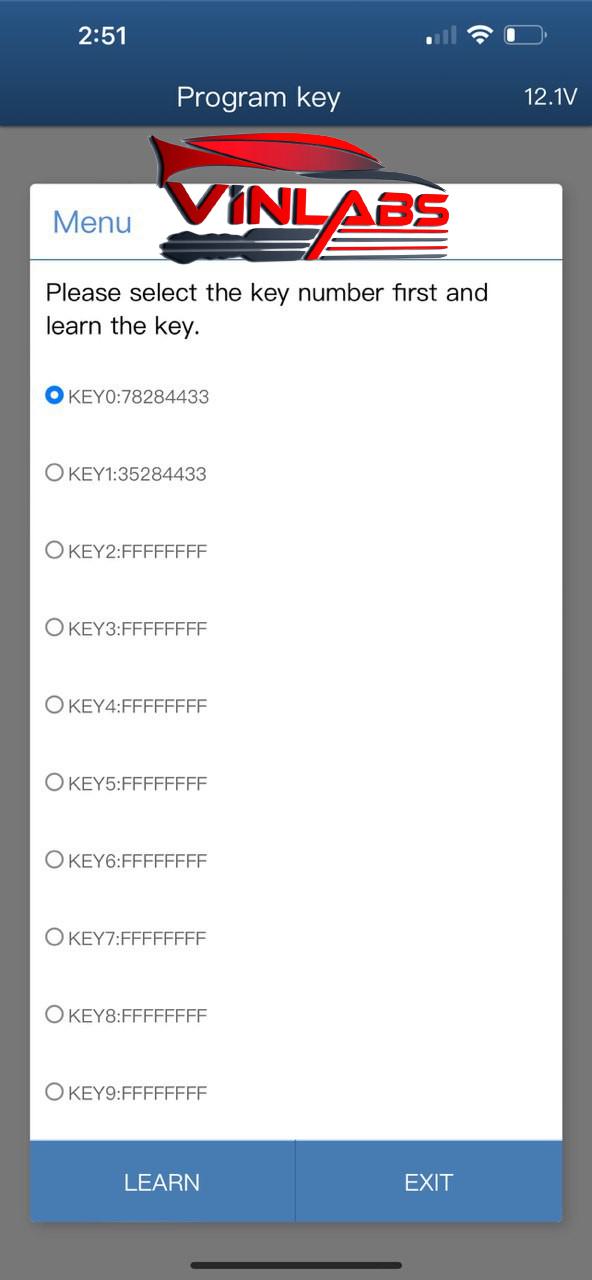 2:51
Program key
12.1V
VINLABS
Menu
Please select the key number first and
learn the key.
KEY0:78284433
KEY1:35284433
KEY2:FFFFFFFF
KEY3:FFFFFFFF
KEY4:FFFFFFFF
KEY5:FFFFFFFF
KEY6:FFFFFFFF
KEY7:FFFFFFFF
KEY8:FFFFFFFF
KEY9:FFFFFFFF
LEARN
EXIT